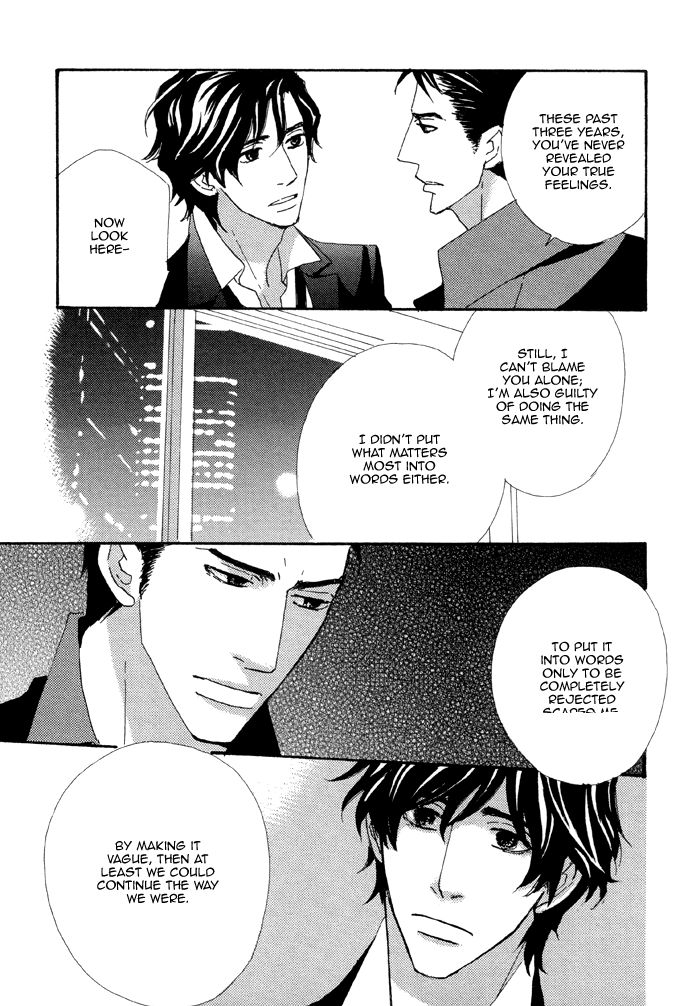 THESE PAST
THREE YEARS,
YOU'VE NEVER
REVEALED
YOUR TRUE
FEELINGS.
NOW
LOOK
HERE-
STILL, I
CAN'T BLAME
YOU ALONE;
I'M ALSO GUILTY
OF DOING THE
SAME THING.
I DIDN'T PUT
WHAT MATTERS
MOST INTO
WORDS EITHER.
TO PUT IT
INTO WORDS
ONLY TO BE
COMPLETELY
REJECTED
SCARES ME.
BY MAKING IT
VAGUE, THEN AT
LEAST WE COULD
CONTINUE THE WAY
WE WERE.